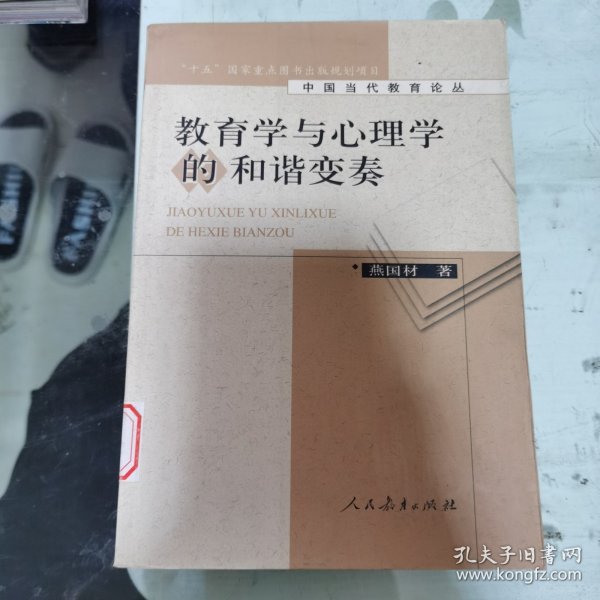 “十五”国家重点图书出版规划项目
中国当代教育论丛
教育学与心理学
的和谐变奏
JIAOYUXUE YU XINLIXUE
DE HEXIE BIANZOU
燕国材 著
人民教育出版社
孔夫子旧书网
www.kongfz.com